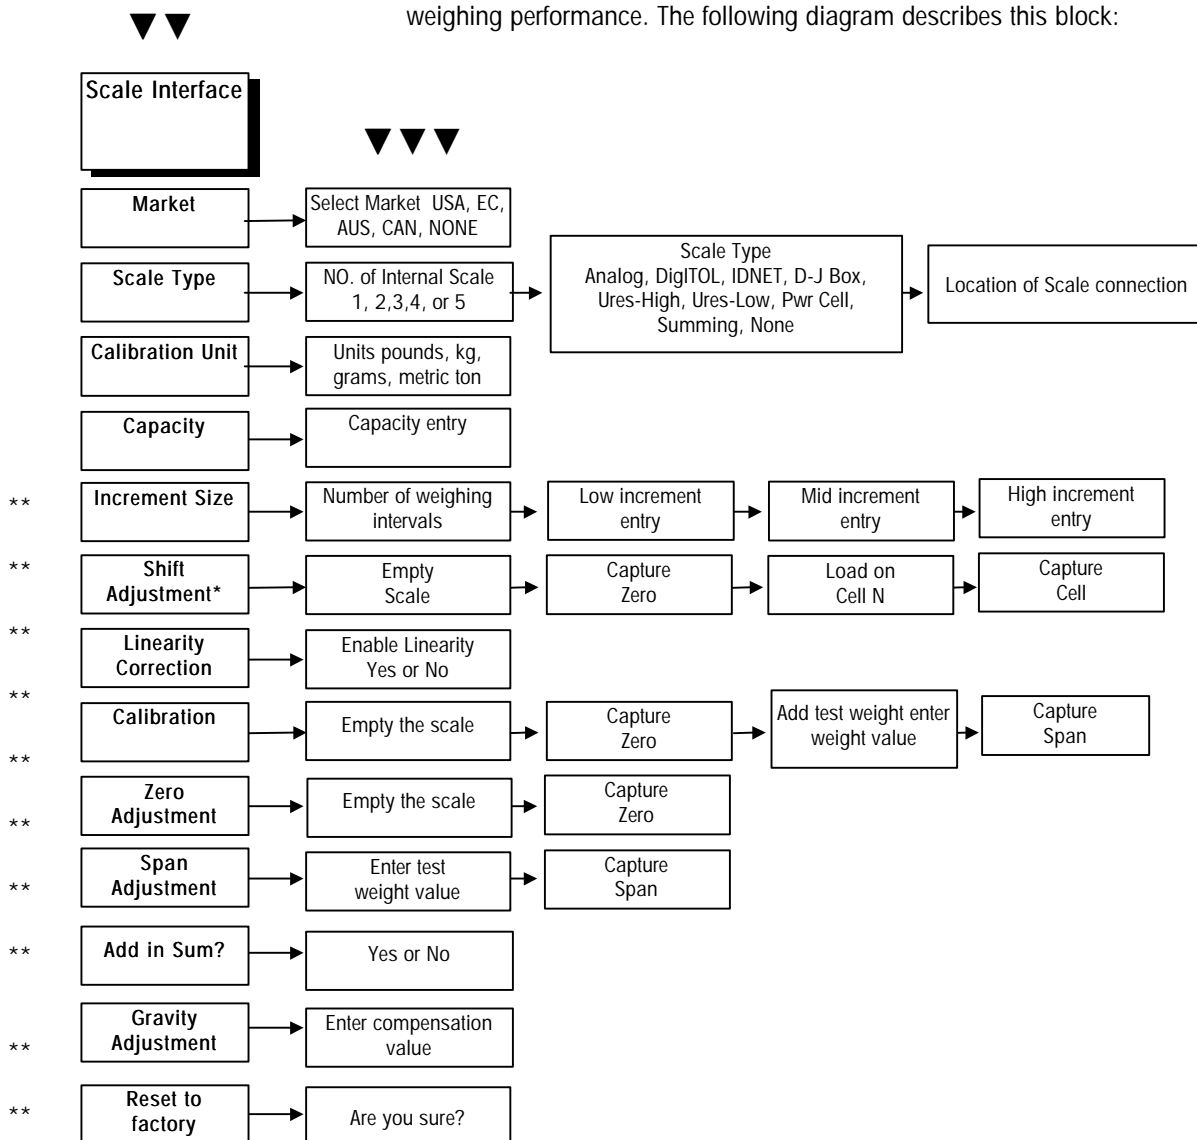 weighing performance. The following diagram describes this block:
Scale Interface
Market
Select Market USA, EC,
AUS, CAN, NONE
Scale Type
NO. of Internal Scale
1, 2,3,4, or 5
Scale Type
Analog, DigITOL, IDNET, D-J Box,
Ures-High, Ures-Low, Pwr Cell,
Summing, None
Location of Scale connection
Calibration Unit
Units pounds, kg,
grams, metric ton
Capacity
Capacity entry
**
Increment Size
Number of weighing
intervals
Low increment
entry
Mid increment
entry
High increment
entry
**
Shift
Adjustment*
Empty
Scale
Capture
Zero
Load on
Cell N
Capture
Cell
**
Linearity
Correction
Enable Linearity
Yes or No
**
Calibration
Empty the scale
Capture
Zero
Add test weight enter
weight value
Capture
Span
**
Zero
Adjustment
Empty the scale
Capture
Zero
**
Span
Adjustment
Enter test
weight value
Capture
Span
**
**
Add in Sum?
Yes or No
Gravity
Adjustment
Enter compensation
value
**
Reset to
factory
Are you sure?
**